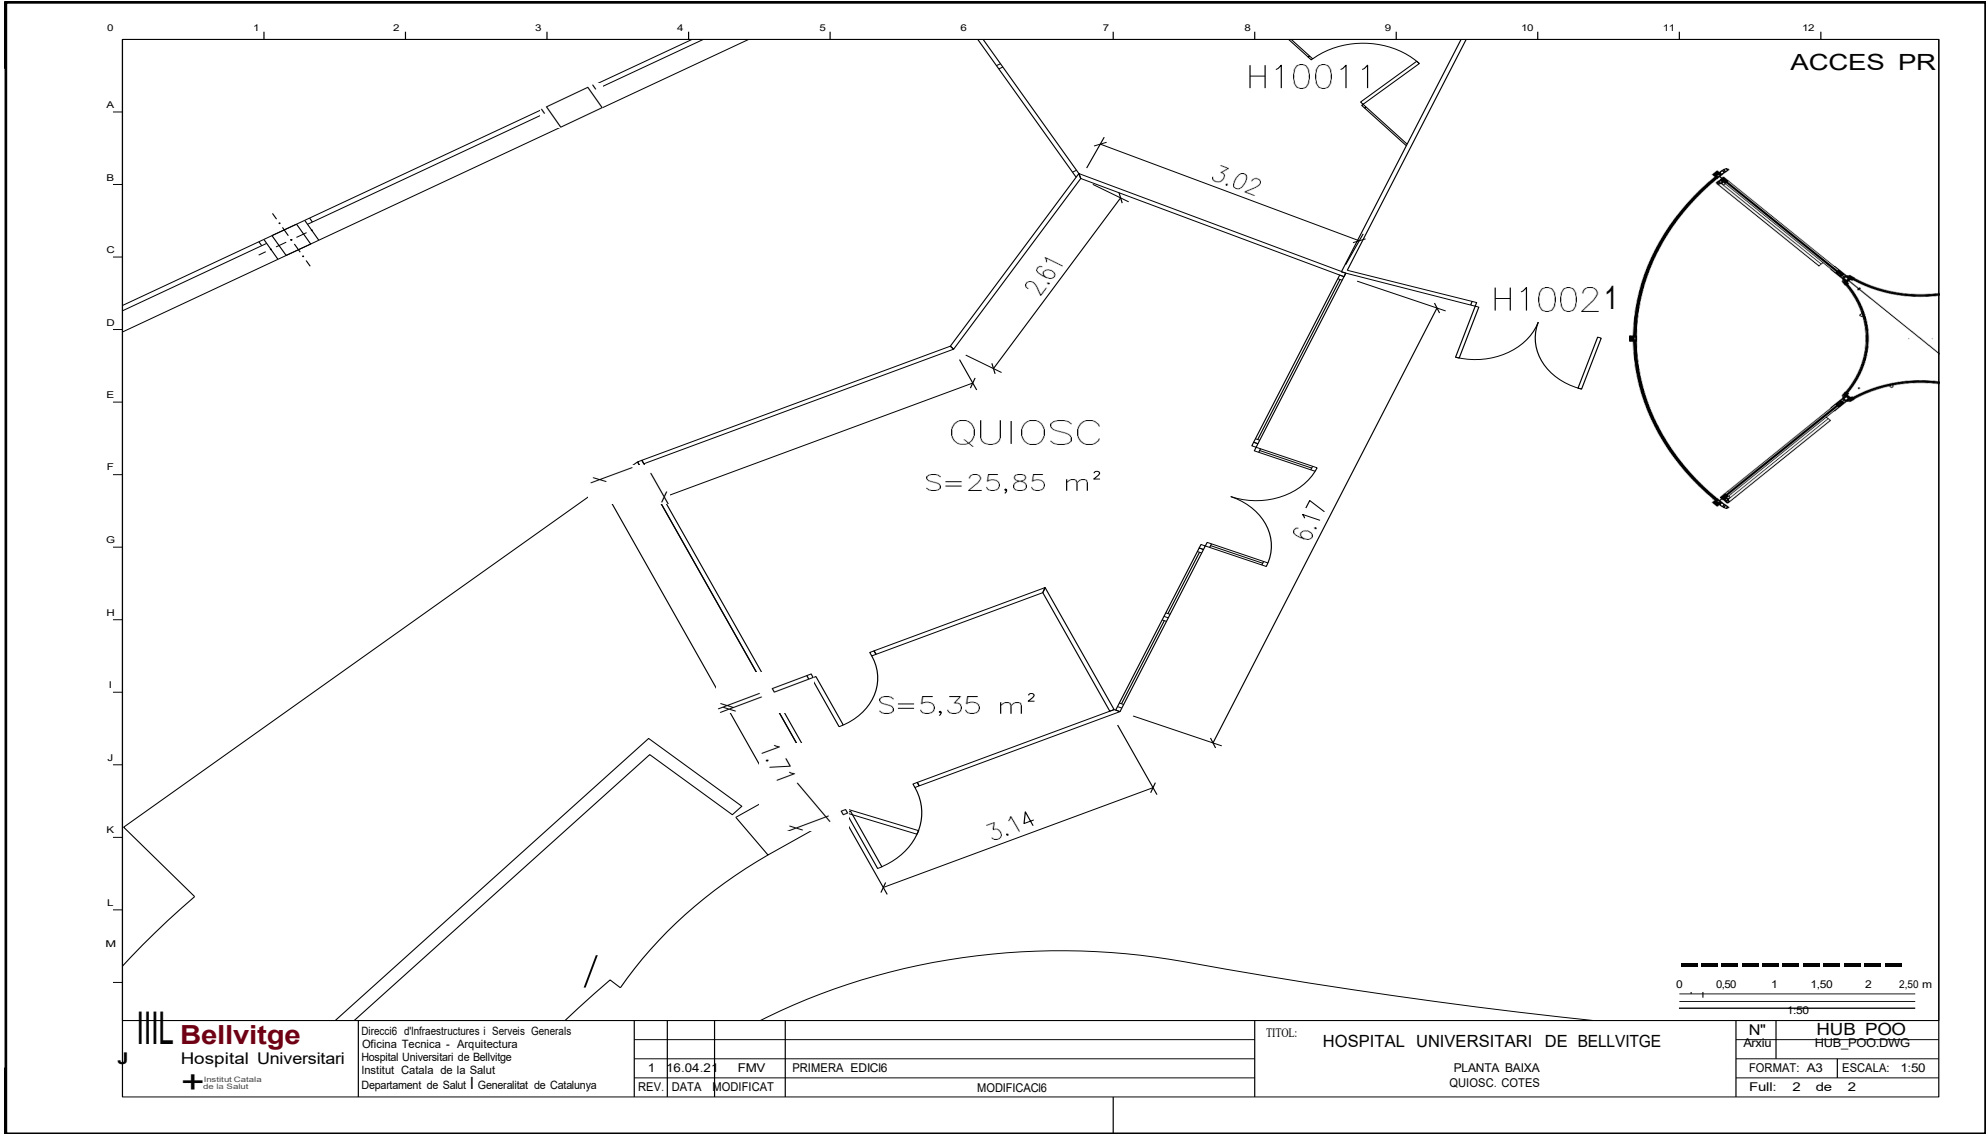 0 1 2 3 4 5 6 7 8 9 10 11 12
ACCES PR
H10011
A
B
3.02
C
2.61
H10021
D
E
QUIOSC
F
S=25,85 m²
6.17
G
H
I
S=5,35 m²
J
1.71
K
3.14
L
M
0 0,50 1 1,50 2 2,50 m
1:50
Bellvitge
Hospital Universitari
J
Institut Catala
de la Salut
Direcci6 d'Infraestructures i Serveis Generals
Oficina Tecnica - Arquitectura
Hospital Universitari de Bellvitge
Institut Catala de la Salut
Departament de Salut I Generalitat de Catalunya
1 16.04.21 FMV PRIMERA EDICI6
REV. DATA MODIFICAT MODIFICACI6
TITOL:
HOSPITAL UNIVERSITARI DE BELLVITGE
PLANTA BAIXA
QUIOSC. COTES
N" HUB POO
Arxiu HUB_POO.DWG
FORMAT: A3 ESCALA: 1:50
Full: 2 de 2